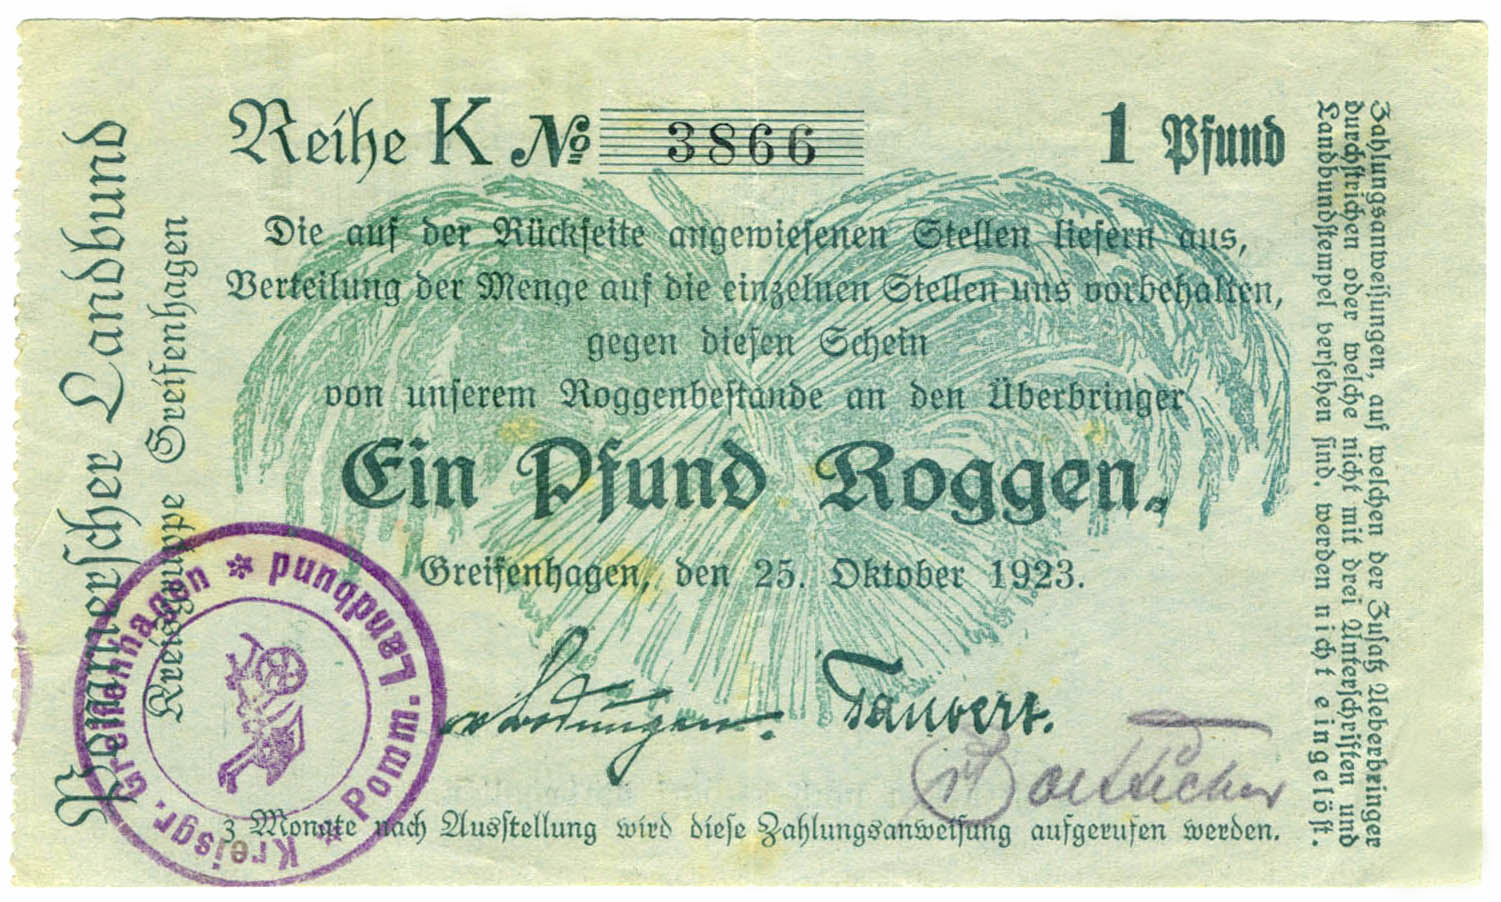 Pommerscher Landbund
Kreisgruppe Greifenhagen
Reihe K № 3866
1 Pfund
Die auf der Rückseite angewiesenen Stellen liefern aus,
Verteilung der Menge auf die einzelnen Stellen uns vorbehalten,
gegen diesen Schein
von unserem Roggenbestande an den Überbringer
Ein Pfund Roggen.
Greifenhagen, den 25. Oktober 1923.
Tauvert.
Boetticher
3 Monate nach Ausstellung wird diese Zahlungsanweisung aufgerufen werden.
Zahlungsanweisungen, auf welchen der Zusatz Ueberbringer
durchstrichen oder welche nicht mit drei Unterschriften und
Landbundstempel versehen sind, werden nicht eingelöst.
Pomm. Landbund * Kreisgr. Greifenhagen *